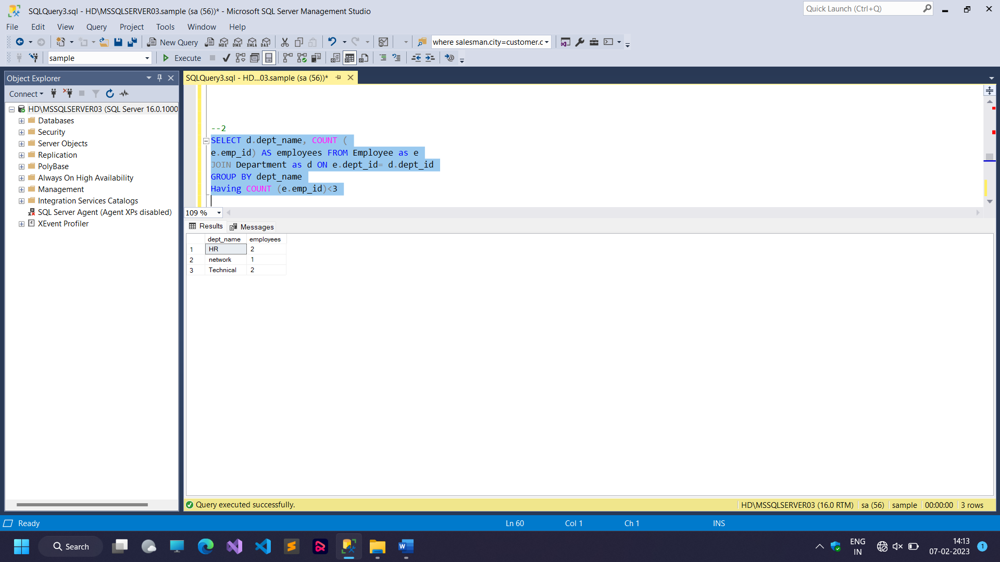 SQLQuery3.sql - HD\MSSQLSERVER03.sample (sa (56))* - Microsoft SQL Server Management Studio
Quick Launch (Ctrl+Q)
File Edit View Query Project Tools Window Help
New Query
MDX DMX XMLA DAX
where salesman.city=customer.c
sample
Execute
Object Explorer
Connect
HD\MSSQLSERVER03 (SQL Server 16.0.1000
Databases
Security
Server Objects
Replication
PolyBase
Always On High Availability
Management
Integration Services Catalogs
SQL Server Agent (Agent XPs disabled)
XEvent Profiler
SQLQuery3.sql - HD...03.sample (sa (56))*
--2
SELECT d.dept_name, COUNT (
e.emp_id) AS employees FROM Employee as e
JOIN Department as d ON e.dept_id= d.dept_id
GROUP BY dept_name
Having COUNT (e.emp_id)<3
109 %
Results Messages
dept_name employees
1 HR 2
2 network 1
3 Technical 2
Query executed successfully.
HD\MSSQLSERVER03 (16.0 RTM) sa (56) sample 00:00:00 3 rows
Ready
Ln 60 Col 1 Ch 1 INS
Search
ENG
IN
14:13
07-02-2023
1